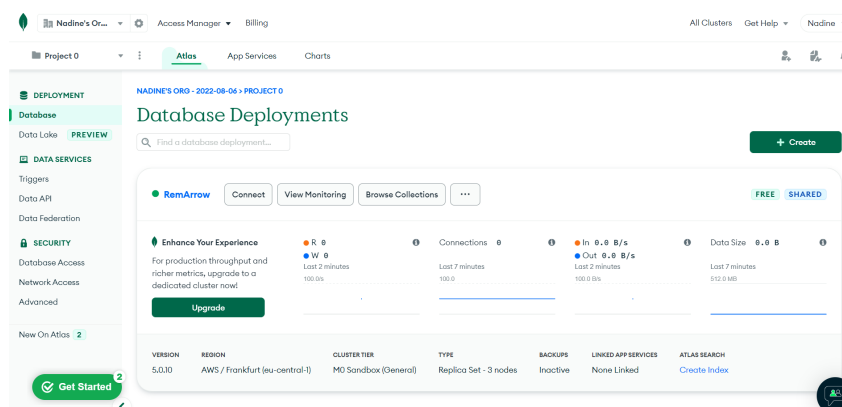 Nadine's Or... Access Manager Billing All Clusters Get Help Nadine
Project 0 Atlas App Services Charts
DEPLOYMENT
Database
Data Lake PREVIEW
DATA SERVICES
Triggers
Data API
Data Federation
SECURITY
Database Access
Network Access
Advanced
New On Atlas 2
Get Started 2
NADINE'S ORG - 2022-08-06 > PROJECT 0
Database Deployments
Find a database deployment...
+ Create
RemArrow Connect View Monitoring Browse Collections ... FREE SHARED
Enhance Your Experience
For production throughput and
richer metrics, upgrade to a
dedicated cluster now!
Upgrade
R 0
W 0
Last 2 minutes
100.0/s
Connections 0
Last 7 minutes
100.0
In 0.0 B/s
Out 0.0 B/s
Last 2 minutes
100.0 B/s
Data Size 0.0 B
Last 7 minutes
512.0 MB
VERSION REGION CLUSTER TIER TYPE BACKUPS LINKED APP SERVICES ATLAS SEARCH
5.0.10 AWS / Frankfurt (eu-central-1) M0 Sandbox (General) Replica Set - 3 nodes Inactive None Linked Create Index